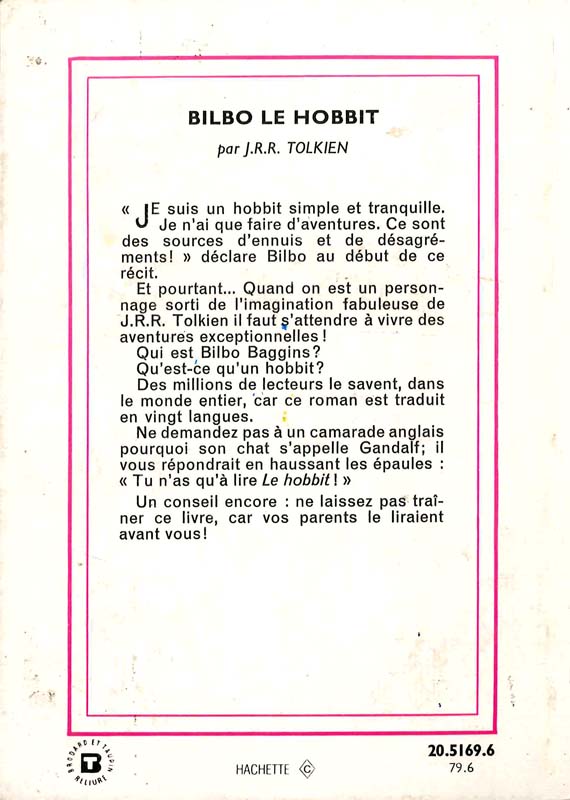 BILBO LE HOBBIT
par J.R.R. TOLKIEN
« JE suis un hobbit simple et tranquille.
Je n'ai que faire d'aventures. Ce sont
des sources d'ennuis et de désagré-
ments! » déclare Bilbo au début de ce
récit.
Et pourtant... Quand on est un person-
nage sorti de l'imagination fabuleuse de
J.R.R. Tolkien il faut s'attendre à vivre des
aventures exceptionnelles!
Qui est Bilbo Baggins?
Qu'est-ce qu'un hobbit?
Des millions de lecteurs le savent, dans
le monde entier, car ce roman est traduit
en vingt langues.
Ne demandez pas à un camarade anglais
pourquoi son chat s'appelle Gandalf; il
vous répondrait en haussant les épaules :
« Tu n'as qu'à lire Le hobbit! »
Un conseil encore : ne laissez pas traî-
ner ce livre, car vos parents le liraient
avant vous!
BRODARD ET TAUPIN
RELIURE
HACHETTE C
20.5169.6
79.6